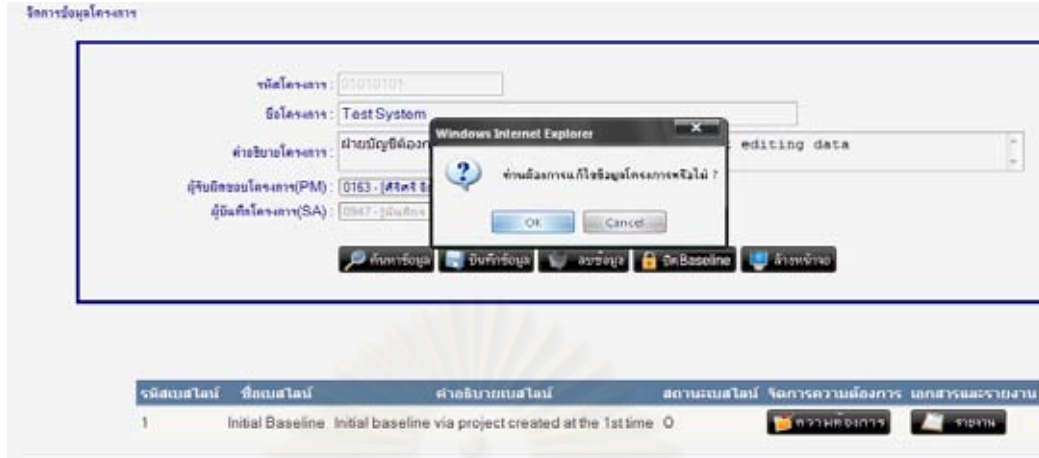 จัดการข้อมูลโครงการ
รหัสโครงการ : 01010101
ชื่อโครงการ : Test System
คำอธิบายโครงการ : ฝ่ายบัญชีต้องก editing data
ผู้รับผิดชอบโครงการ(PM) : 0163 -
ผู้บันทึกโครงการ(SA) : 0947 -
Windows Internet Explorer
ท่านต้องการแก้ไขข้อมูลโครงการหรือไม่ ?
OK Cancel
ค้นหาข้อมูล บันทึกข้อมูล ลบข้อมูล ปิด Baseline ล้างหน้าจอ
รหัสเบสไลน์ ชื่อเบสไลน์ คำอธิบายเบสไลน์ สถานะเบสไลน์ จัดการความต้องการ เอกสารและรายงาน
1 Initial Baseline Initial baseline via project created at the 1st time O ความต้องการ รายงาน